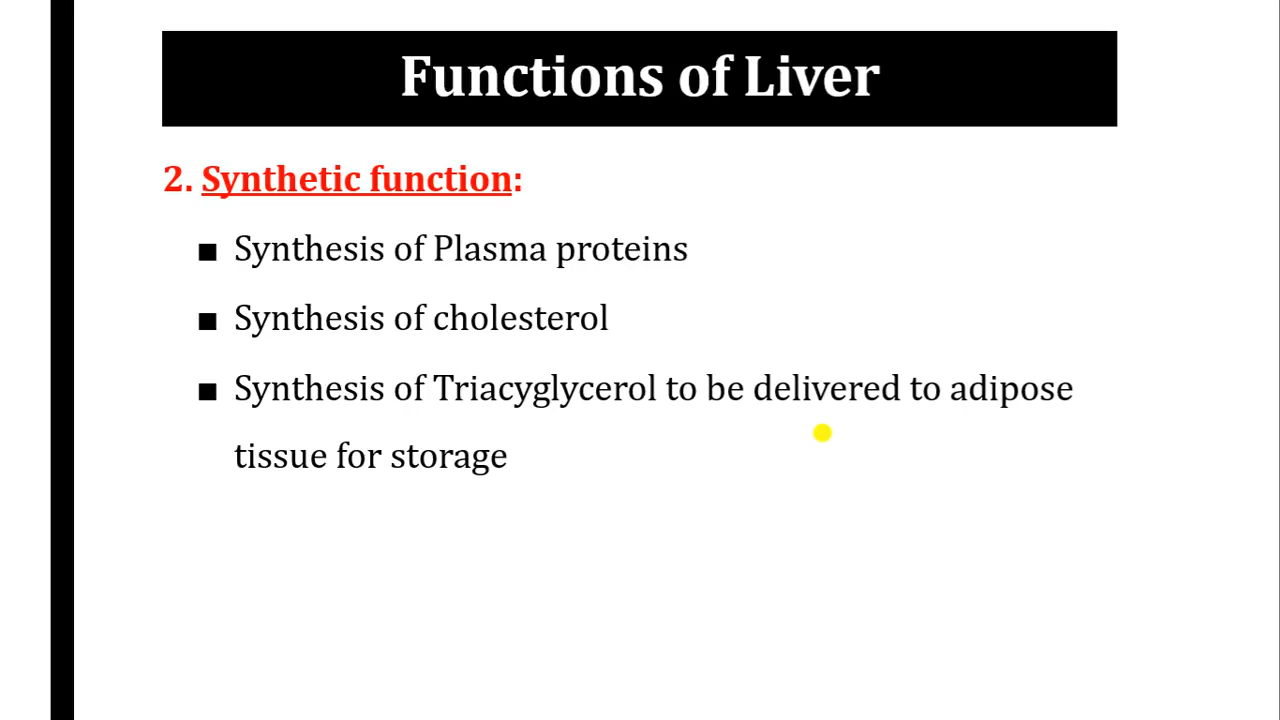 Functions of Liver
2. Synthetic function:
▪ Synthesis of Plasma proteins
▪ Synthesis of cholesterol
▪ Synthesis of Triacyglycerol to be delivered to adipose
tissue for storage